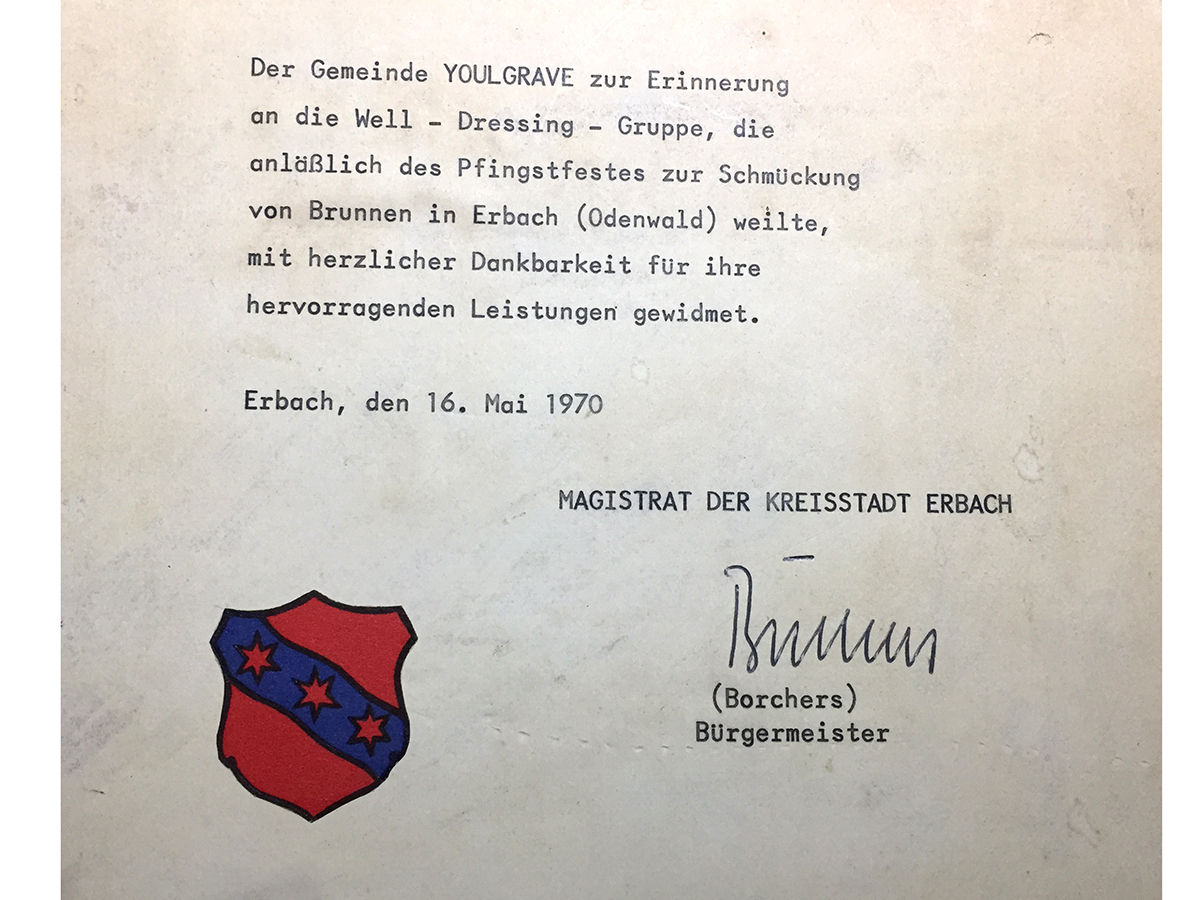 Der Gemeinde YOULGRAVE zur Erinnerung
an die Well - Dressing - Gruppe, die
anläßlich des Pfingstfestes zur Schmückung
von Brunnen in Erbach (Odenwald) weilte,
mit herzlicher Dankbarkeit für ihre
hervorragenden Leistungen gewidmet.
Erbach, den 16. Mai 1970
MAGISTRAT DER KREISSTADT ERBACH
(Borchers)
Bürgermeister